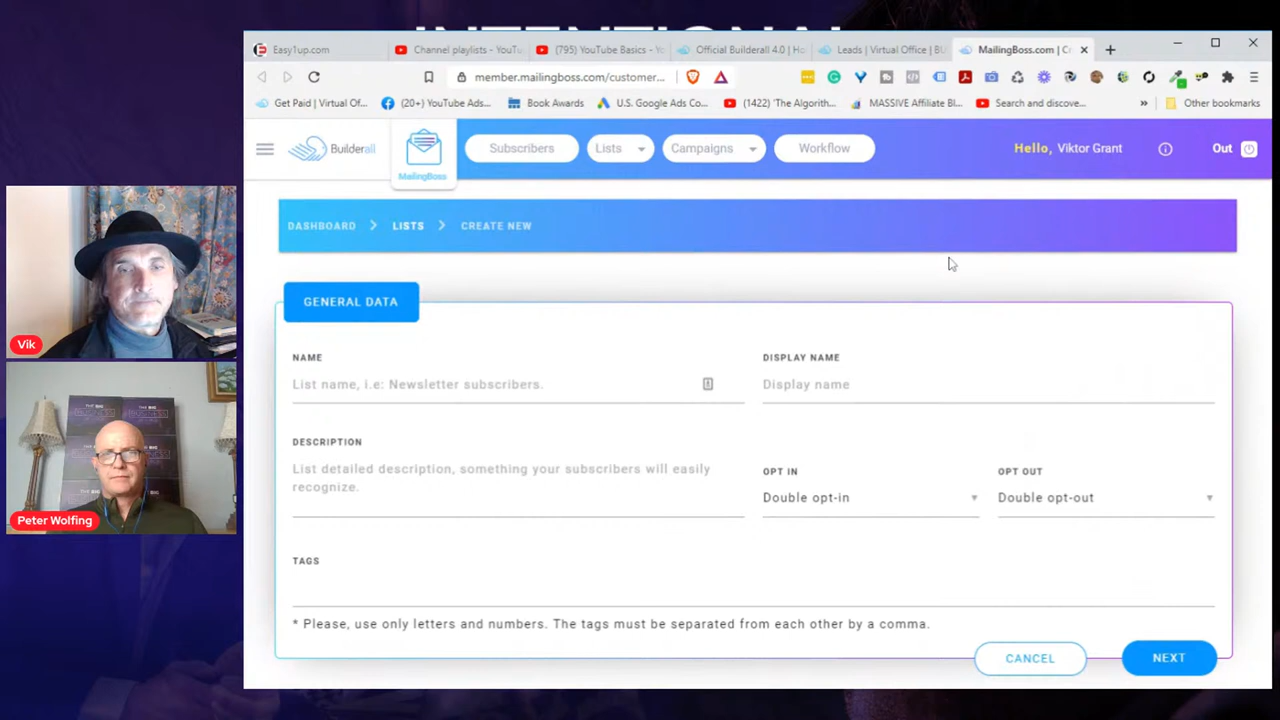 INTENTIONAL
Easy1up.com
Channel playlists - YouTu
(795) YouTube Basics - Yo
Official Builderall 4.0 | Ho
Leads | Virtual Office | BU
MailingBoss.com | Cr
member.mailingboss.com/customer...
Get Paid | Virtual Of...
(20+) YouTube Ads...
Book Awards
U.S. Google Ads Co...
(1422) 'The Algorith...
MASSIVE Affiliate Bl...
Search and discove...
Other bookmarks
Builderall
MailingBoss
Subscribers
Lists
Campaigns
Workflow
Hello, Viktor Grant
Out
DASHBOARD
LISTS
CREATE NEW
GENERAL DATA
NAME
List name, i.e: Newsletter subscribers.
DISPLAY NAME
Display name
DESCRIPTION
List detailed description, something your subscribers will easily
recognize.
OPT IN
Double opt-in
OPT OUT
Double opt-out
TAGS
* Please, use only letters and numbers. The tags must be separated from each other by a comma.
CANCEL
NEXT
Vik
THE BIG
BUSINESS
Peter Wolfing